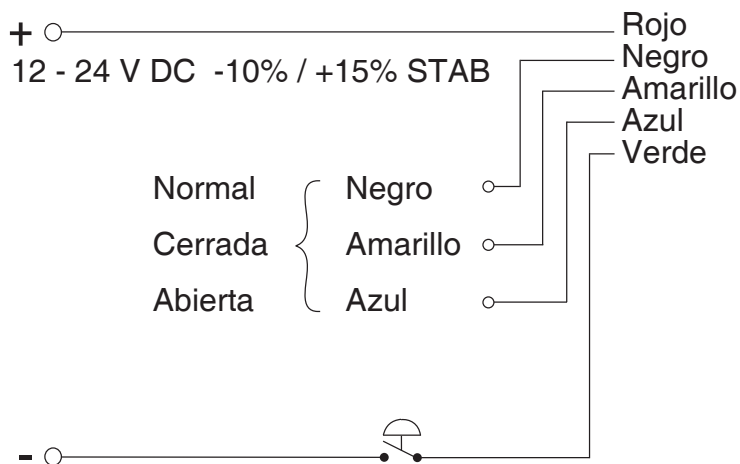 +
Rojo
12 - 24 V DC -10% / +15% STAB
Negro
Amarillo
Azul
Verde
Normal Negro
Cerrada Amarillo
Abierta Azul
-